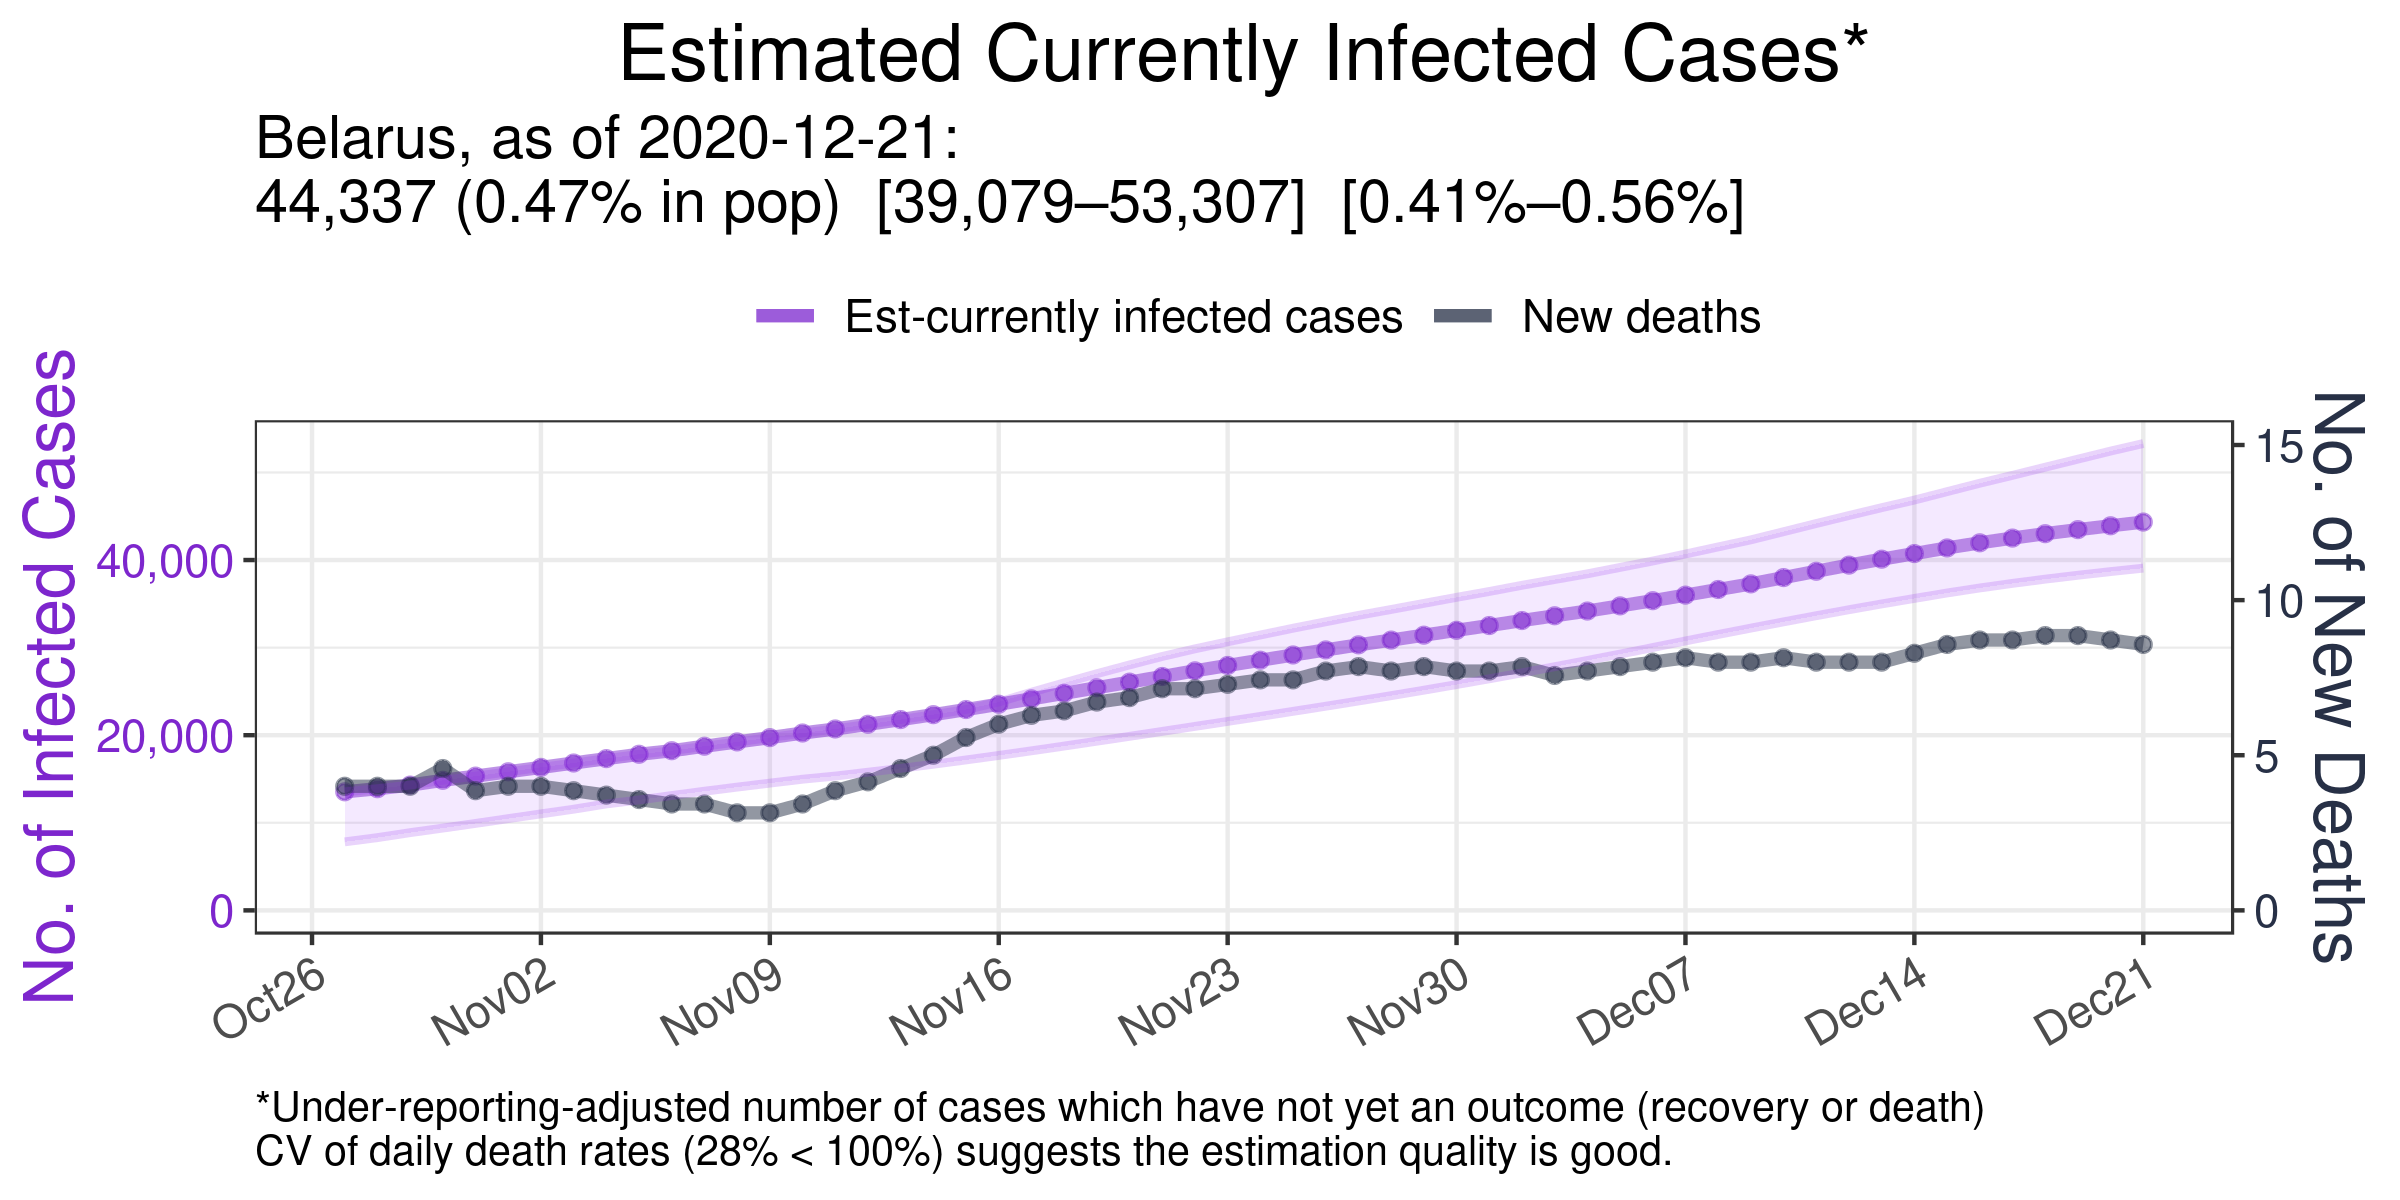 Estimated Currently Infected Cases*
Belarus, as of 2020-12-21:
44,337 (0.47% in pop)  [39,079–53,307]  [0.41%–0.56%]
Est-currently infected cases
New deaths
No. of Infected Cases
40,000
20,000
0
15
10
5
0
No. of New Deaths
Oct26
Nov02
Nov09
Nov16
Nov23
Nov30
Dec07
Dec14
Dec21
*Under-reporting-adjusted number of cases which have not yet an outcome (recovery or death)
CV of daily death rates (28% < 100%) suggests the estimation quality is good.